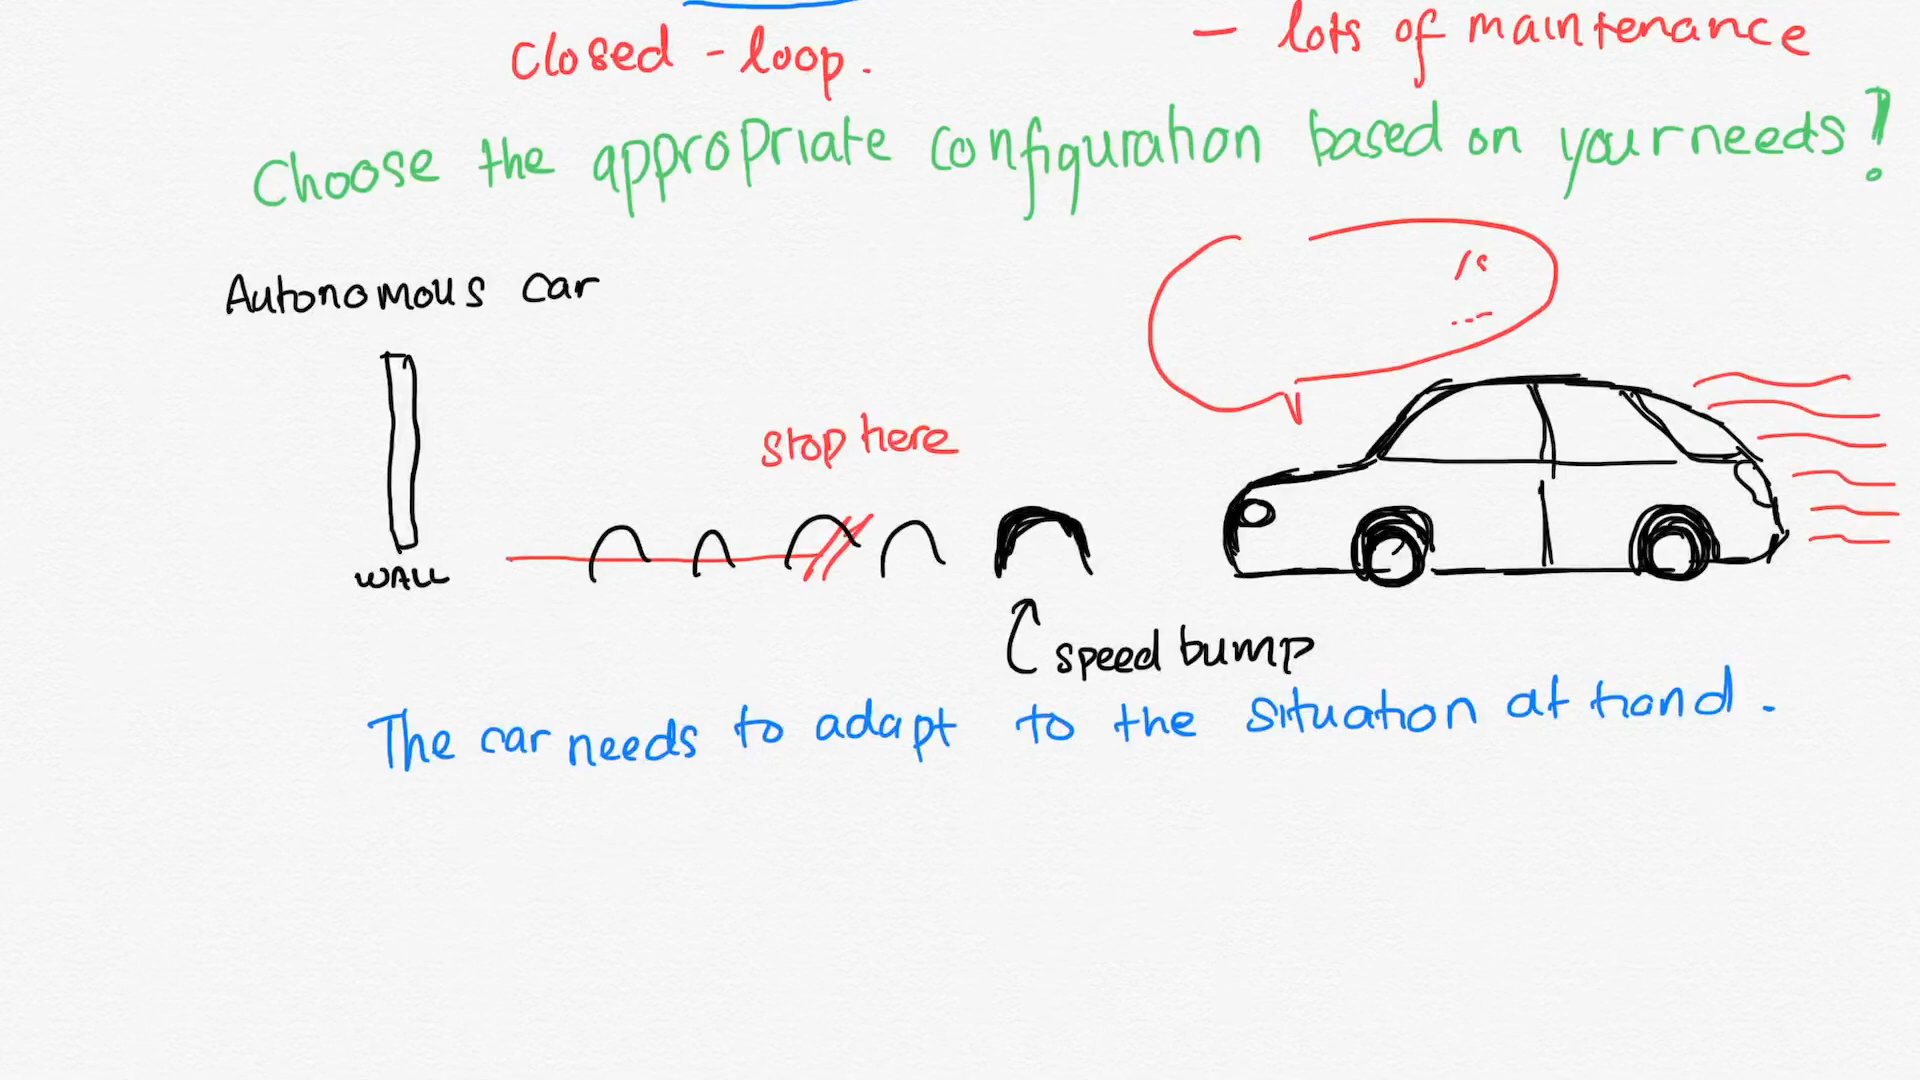 closed - loop.
- lots of maintenance
Choose the appropriate configuration based on your needs!
Autonomous car
stop here
WALL
speed bump
The car needs to adapt to the situation at hand.